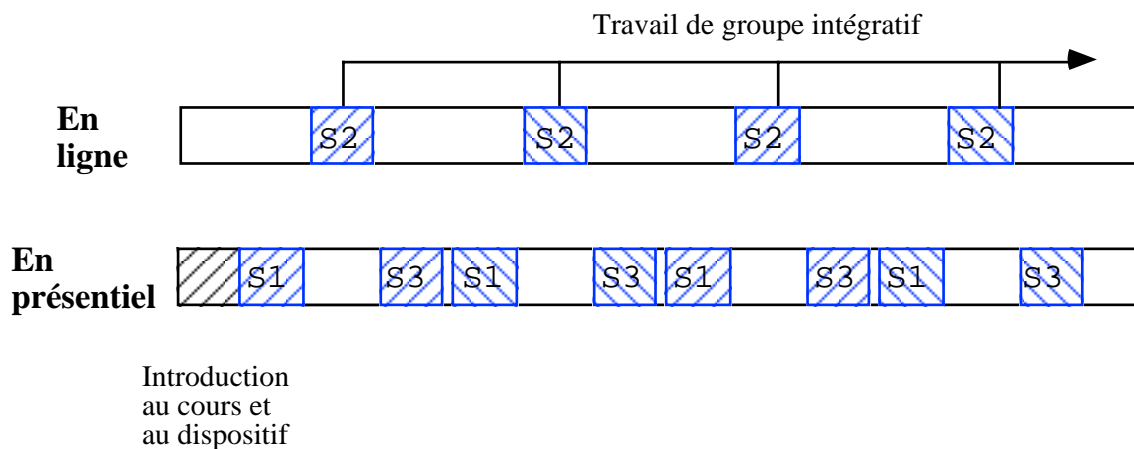 Travail de groupe intégratif
En
ligne
S2 S2 S2 S2
En
présentiel
S1 S3 S1 S3 S1 S3 S1 S3
Introduction
au cours et
au dispositif